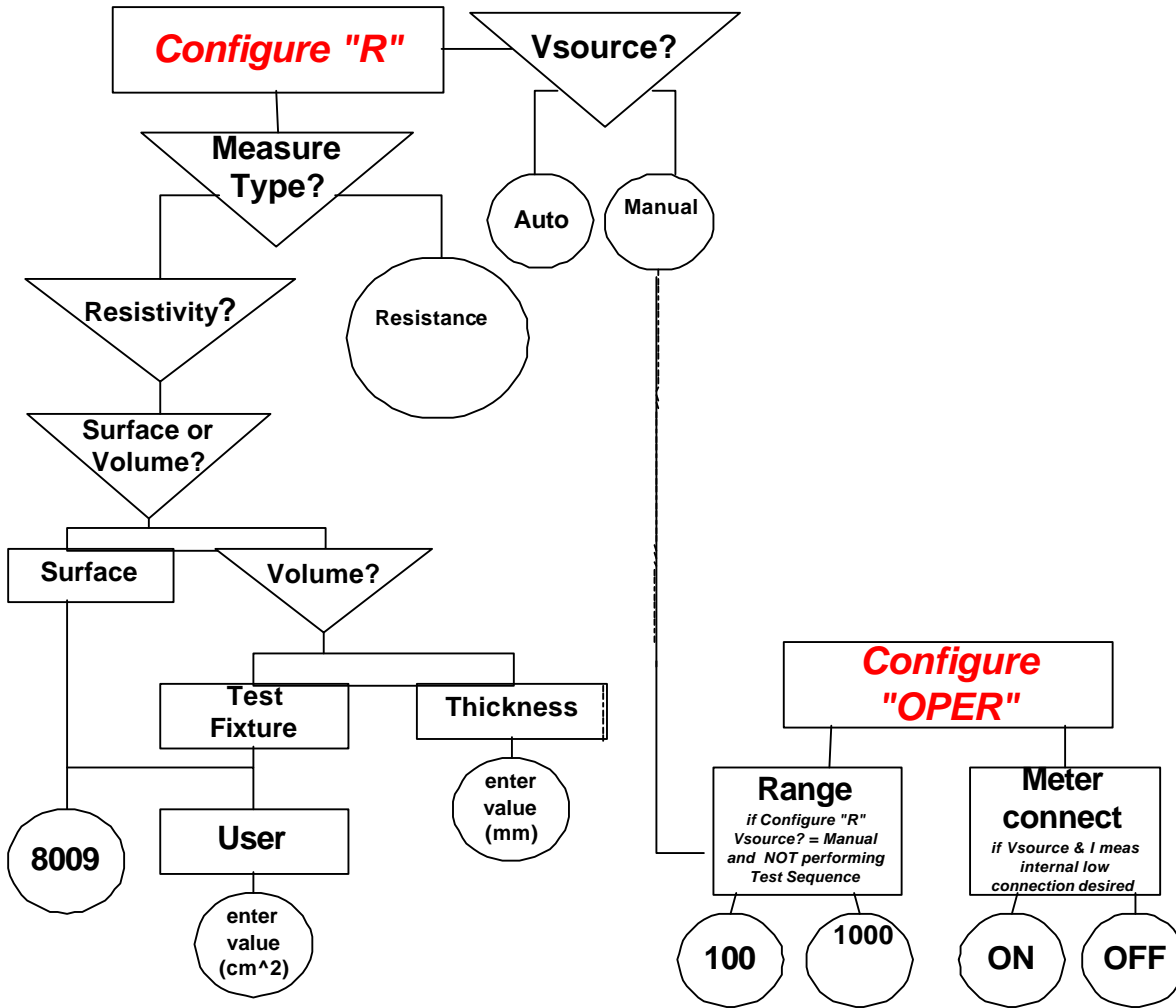 Configure "R"
Vsource?
Measure
Type?
Auto
Manual
Resistivity?
Resistance
Surface or
Volume?
Surface
Volume?
Test
Fixture
Thickness
enter
value
(mm)
8009
User
enter
value
(cm^2)
Configure
"OPER"
Range
if Configure "R"
Vsource? = Manual
and NOT performing
Test Sequence
Meter
connect
if Vsource & I meas
internal low
connection desired
100
1000
ON
OFF